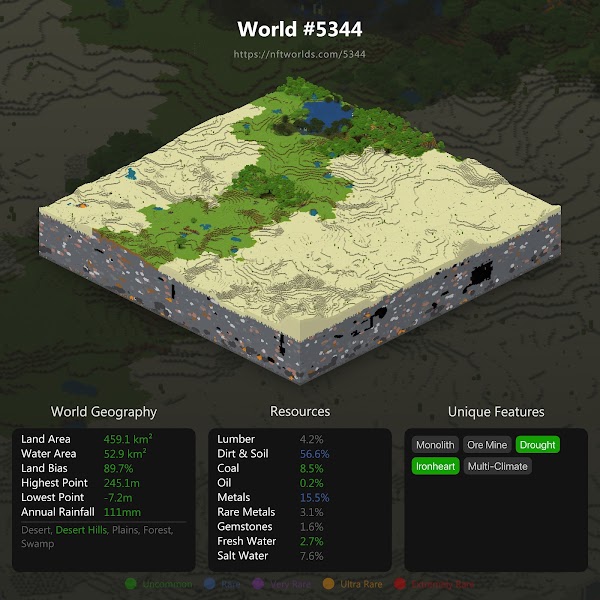 World #5344
https://nftworlds.com/5344
World Geography
Land Area 459.1 km²
Water Area 52.9 km²
Land Bias 89.7%
Highest Point 245.1m
Lowest Point -7.2m
Annual Rainfall 111mm
Desert, Desert Hills, Plains, Forest,
Swamp
Resources
Lumber 4.2%
Dirt & Soil 56.6%
Coal 8.5%
Oil 0.2%
Metals 15.5%
Rare Metals 3.1%
Gemstones 1.6%
Fresh Water 2.7%
Salt Water 7.6%
Unique Features
Monolith Ore Mine Drought
Ironheart Multi-Climate
Uncommon Rare Very Rare Ultra Rare Extremely Rare